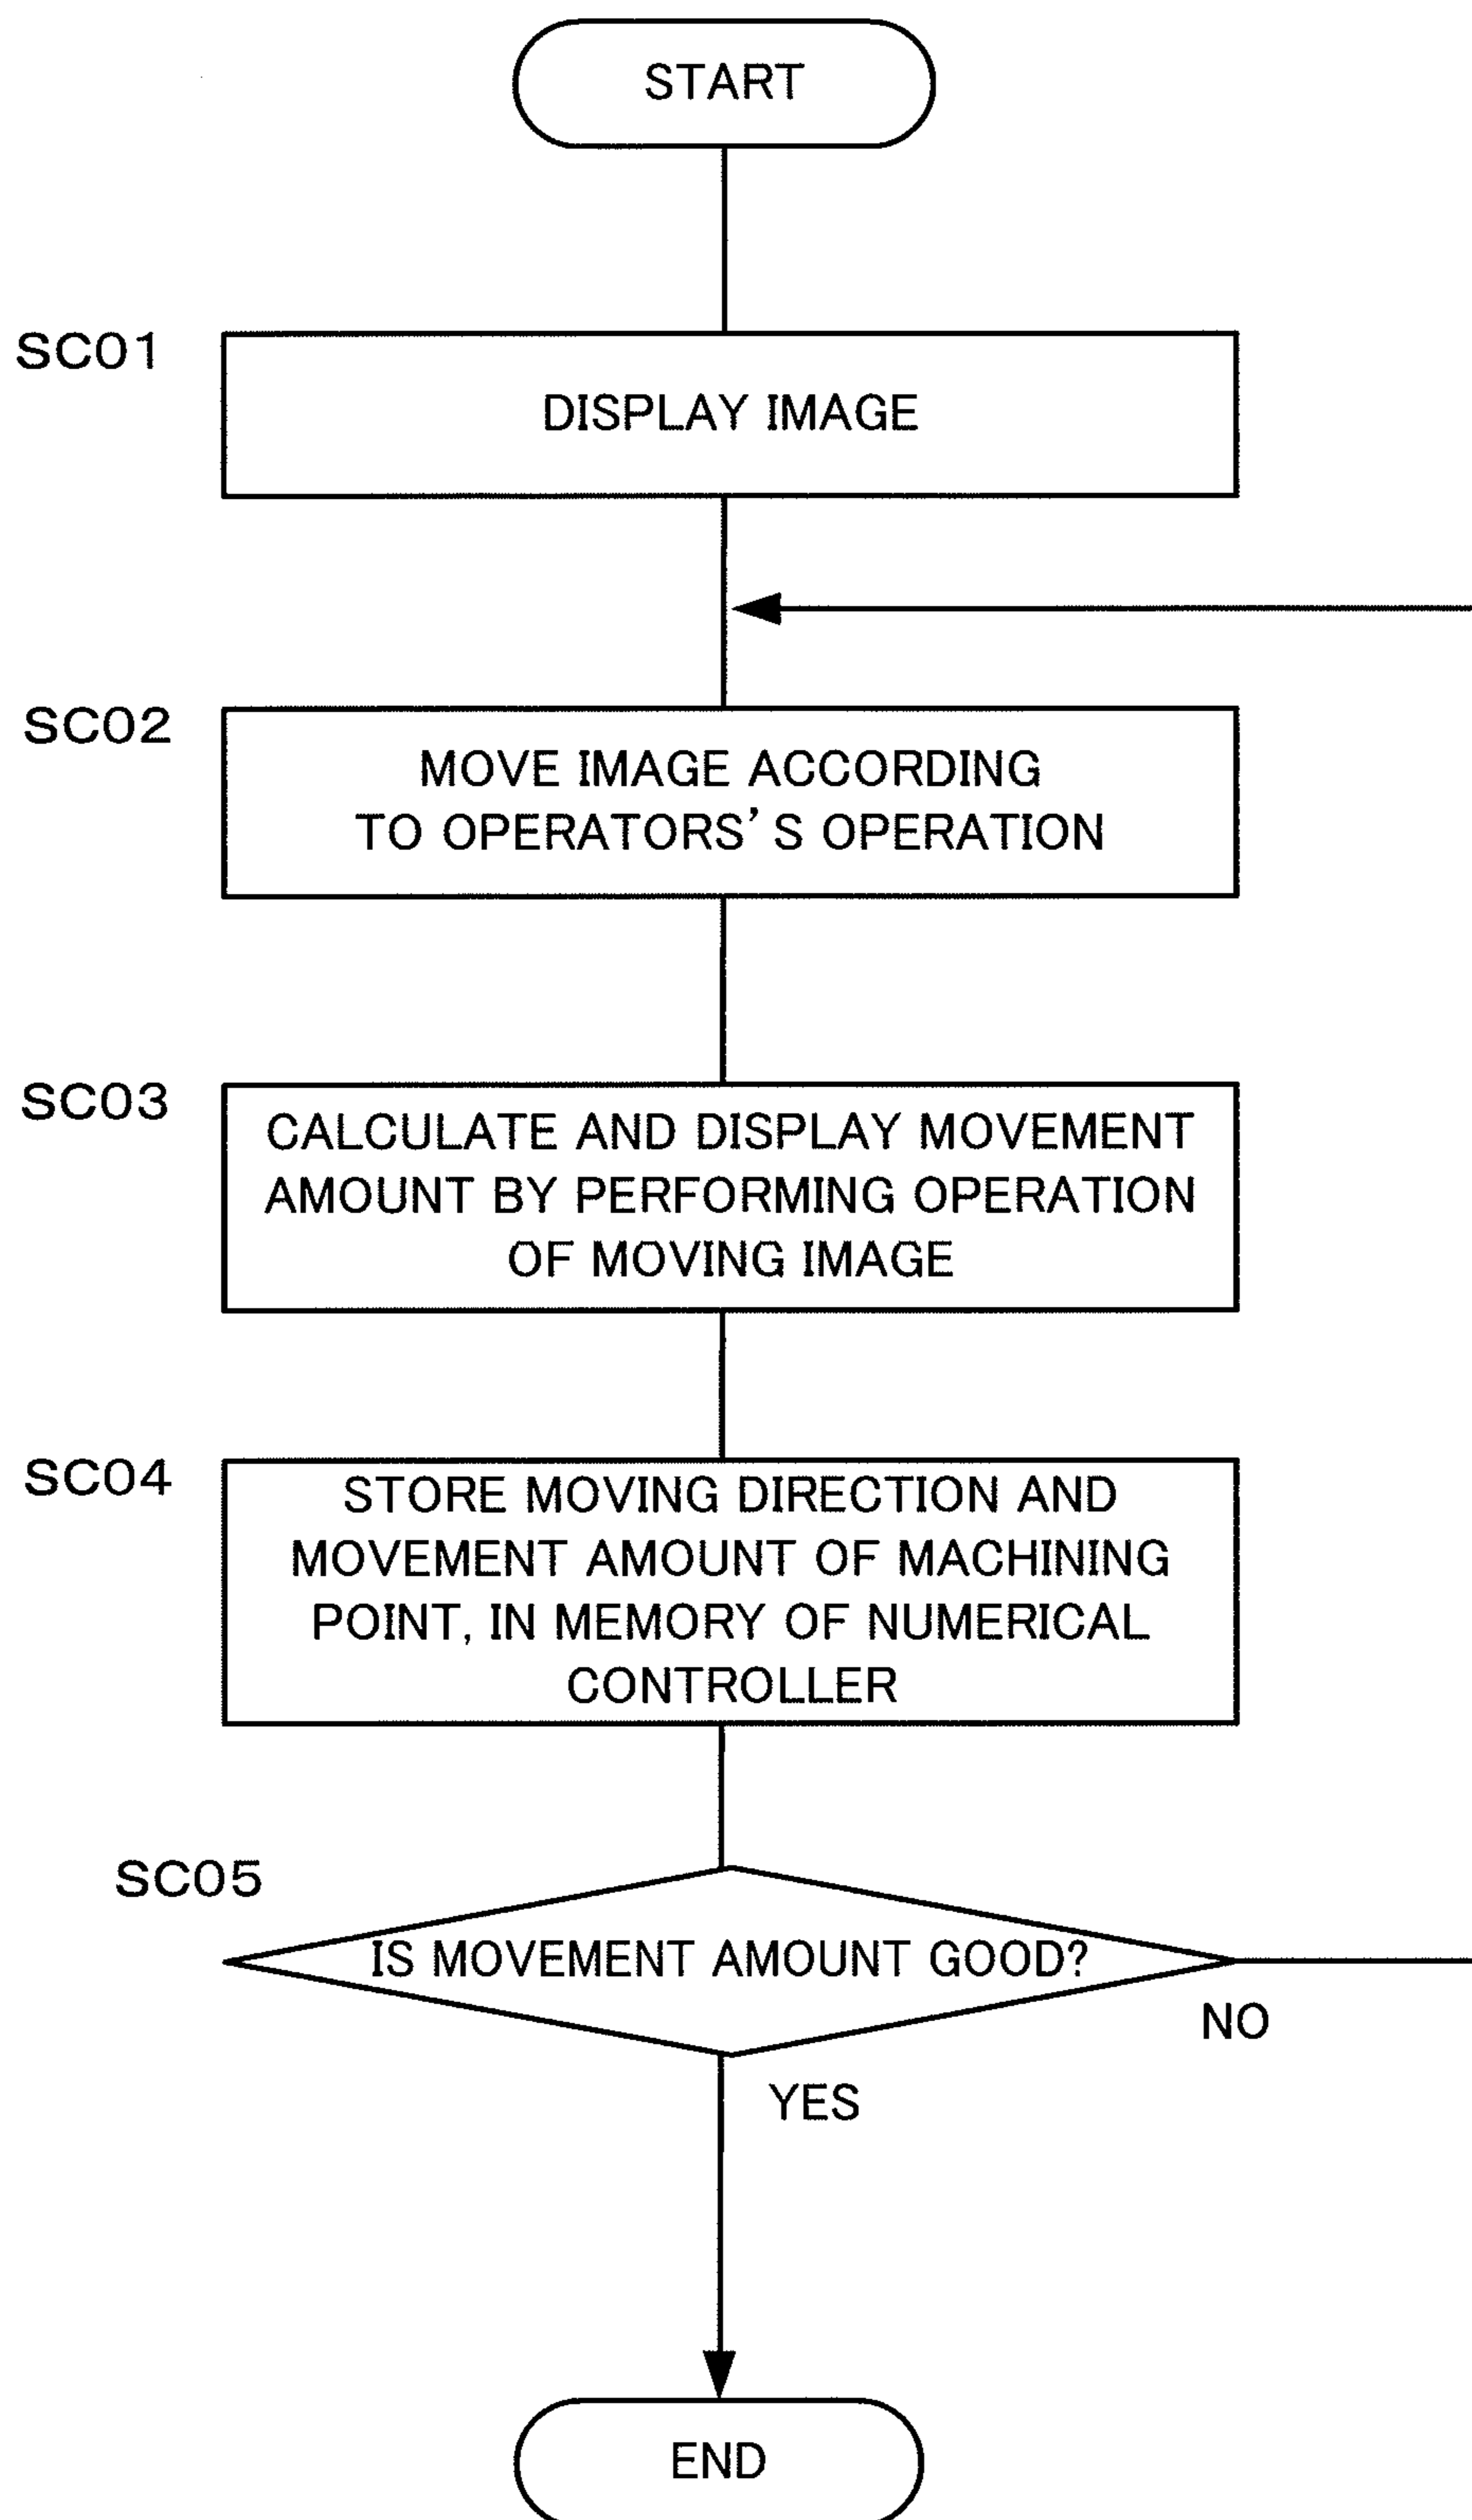 START
SC01
DISPLAY IMAGE
SC02
MOVE IMAGE ACCORDING
TO OPERATORS'S OPERATION
SC03
CALCULATE AND DISPLAY MOVEMENT
AMOUNT BY PERFORMING OPERATION
OF MOVING IMAGE
SC04
STORE MOVING DIRECTION AND
MOVEMENT AMOUNT OF MACHINING
POINT, IN MEMORY OF NUMERICAL
CONTROLLER
SC05
IS MOVEMENT AMOUNT GOOD?
NO
YES
END